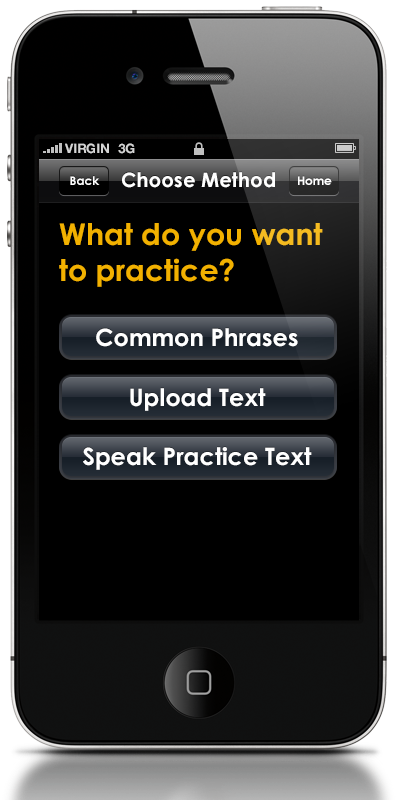 VIRGIN 3G
Back Choose Method Home
What do you want
to practice?
Common Phrases
Upload Text
Speak Practice Text